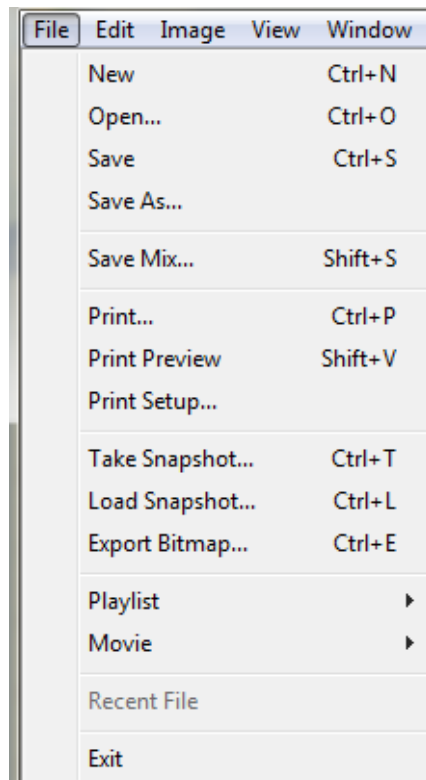 File Edit Image View Window
New Ctrl+N
Open... Ctrl+O
Save Ctrl+S
Save As...
Save Mix... Shift+S
Print... Ctrl+P
Print Preview Shift+V
Print Setup...
Take Snapshot... Ctrl+T
Load Snapshot... Ctrl+L
Export Bitmap... Ctrl+E
Playlist
Movie
Recent File
Exit